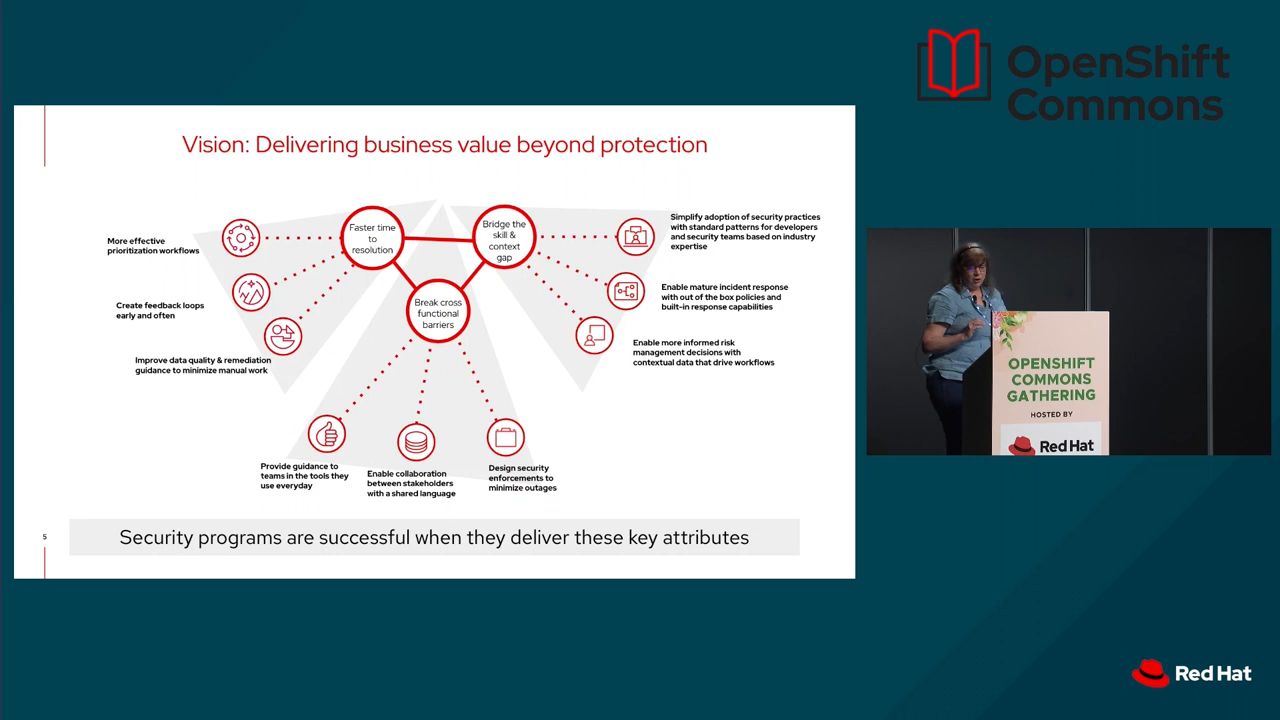 OpenShift
Commons
Vision: Delivering business value beyond protection
Faster time
to
resolution
Bridge the
skill &
context
gap
Break cross
functional
barriers
More effective
prioritization workflows
Create feedback loops
early and often
Improve data quality & remediation
guidance to minimize manual work
Simplify adoption of security practices
with standard patterns for developers
and security teams based on industry
expertise
Enable mature incident response
with out of the box policies and
built-in response capabilities
Enable more informed risk
management decisions with
contextual data that drive workflows
Provide guidance to
teams in the tools they
use everyday
Enable collaboration
between stakeholders
with a shared language
Design security
enforcements to
minimize outages
5
Security programs are successful when they deliver these key attributes
OPENSHIFT
COMMONS
GATHERING
HOSTED BY
Red Hat
Red Hat